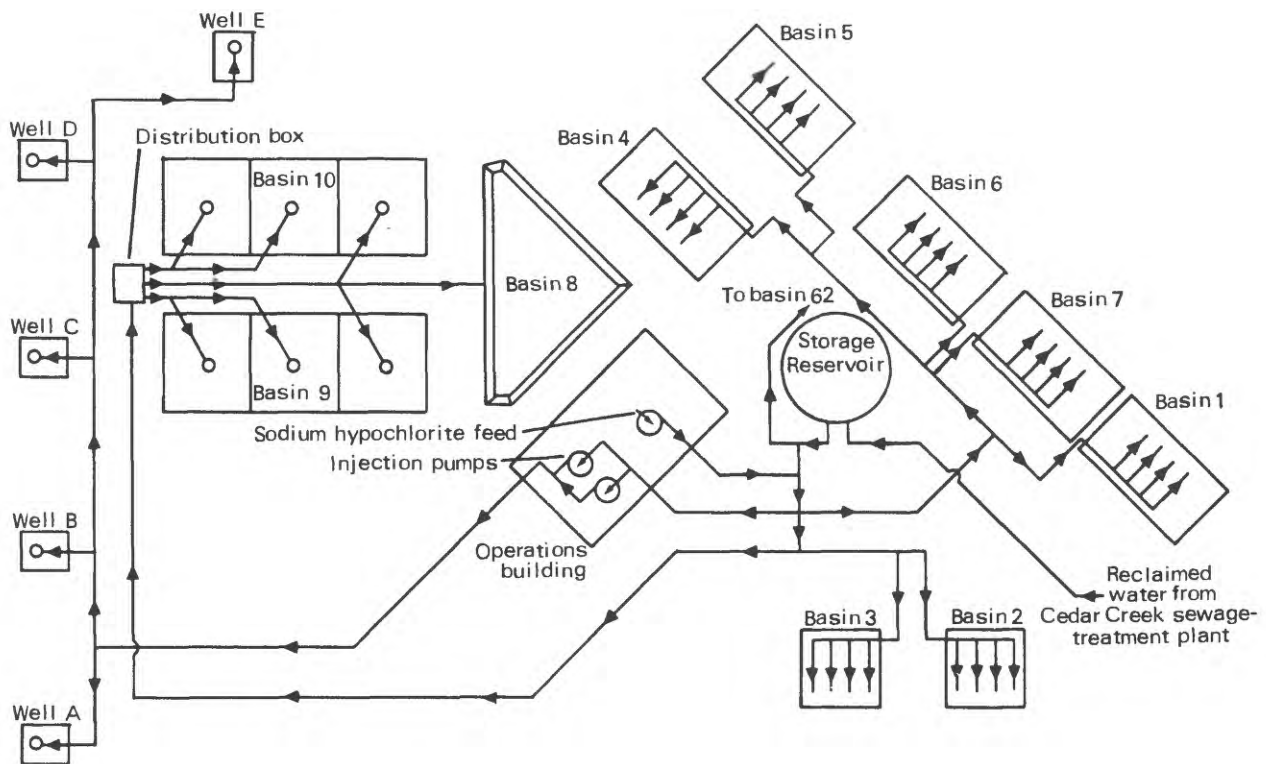 Well E
Basin 5
Well D
Distribution box
Basin 4
Basin 10
Basin 6
Basin 8
To basin 62
Basin 7
Well C
Storage
Reservoir
Basin 9
Basin 1
Sodium hypochlorite feed
Injection pumps
Well B
Operations
building
Reclaimed
water from
Cedar Creek sewage-
treatment plant
Basin 3
Basin 2
Well A